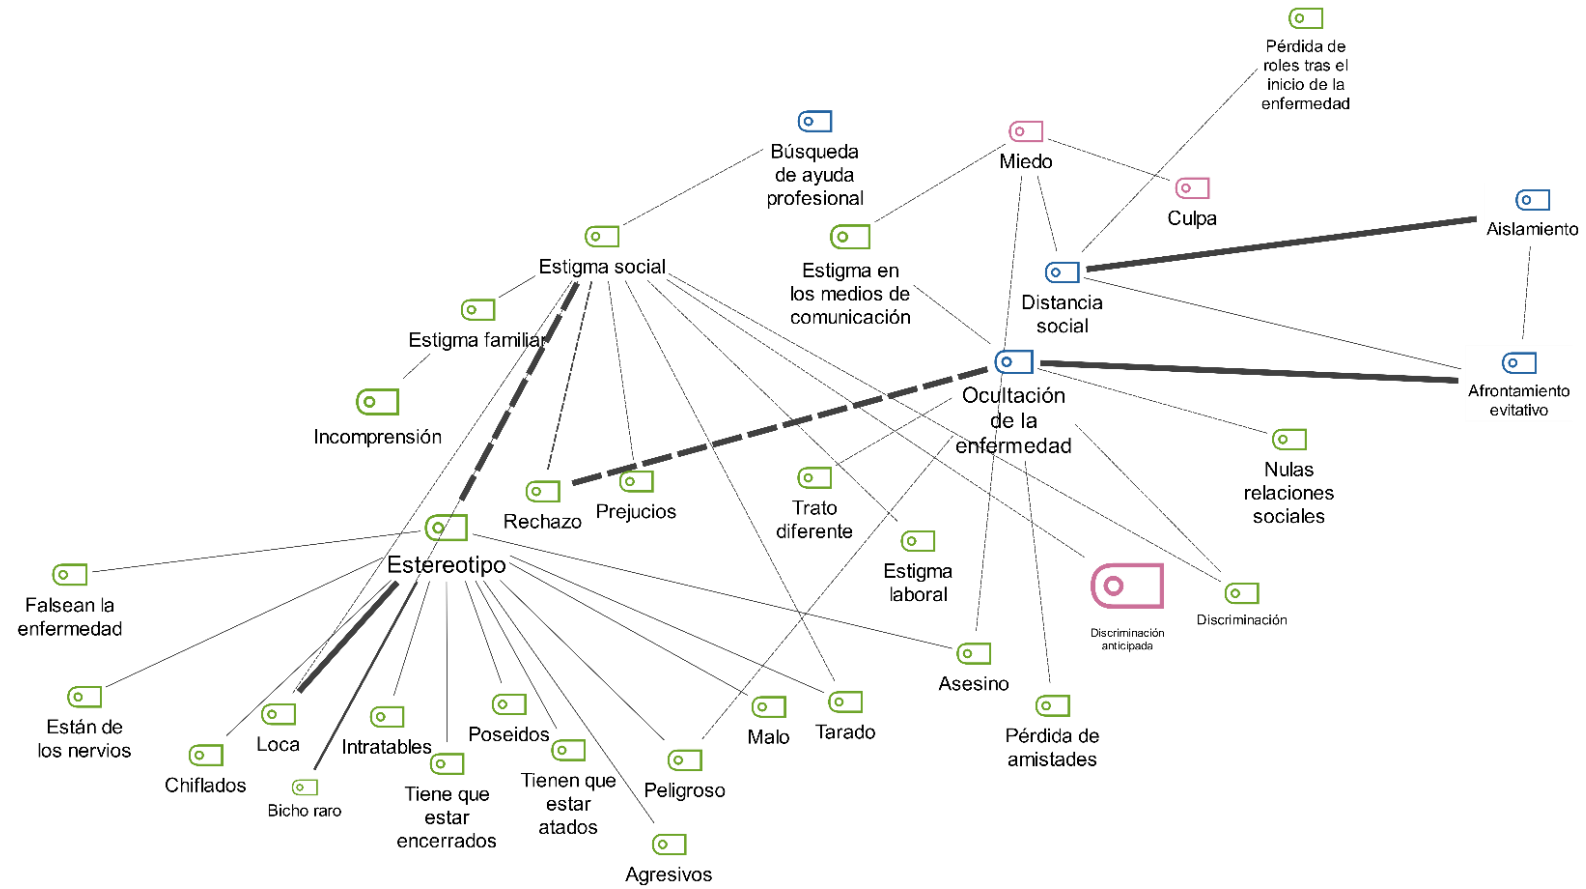 Pérdida de
roles tras el
inicio de la
enfermedad
Búsqueda
de ayuda
profesional
Miedo
Culpa
Aislamiento
Estigma social
Estigma en
los medios de
comunicación
Distancia
social
Estigma familiar
Incomprensión
Ocultación
de la
enfermedad
Afrontamiento
evitativo
Rechazo
Prejucios
Trato
diferente
Nulas
relaciones
sociales
Estereotipo
Estigma
laboral
Discriminación
anticipada
Discriminación
Falsean la
enfermedad
Asesino
Están de
los nervios
Chiflados
Loca
Bicho raro
Intratables
Tiene que
estar
encerrados
Poseidos
Tienen que
estar
atados
Peligroso
Agresivos
Malo
Tarado
Pérdida de
amistades